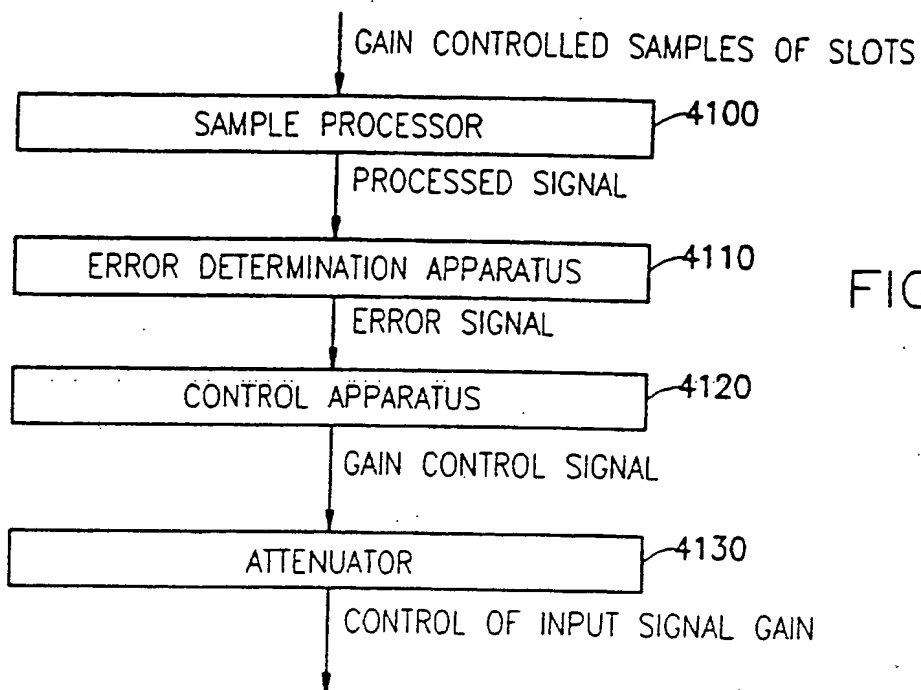 GAIN CONTROLLED SAMPLES OF SLOTS
SAMPLE PROCESSOR
4100
PROCESSED SIGNAL
ERROR DETERMINATION APPARATUS
4110
FIG
ERROR SIGNAL
CONTROL APPARATUS
4120
GAIN CONTROL SIGNAL
ATTENUATOR
4130
CONTROL OF INPUT SIGNAL GAIN